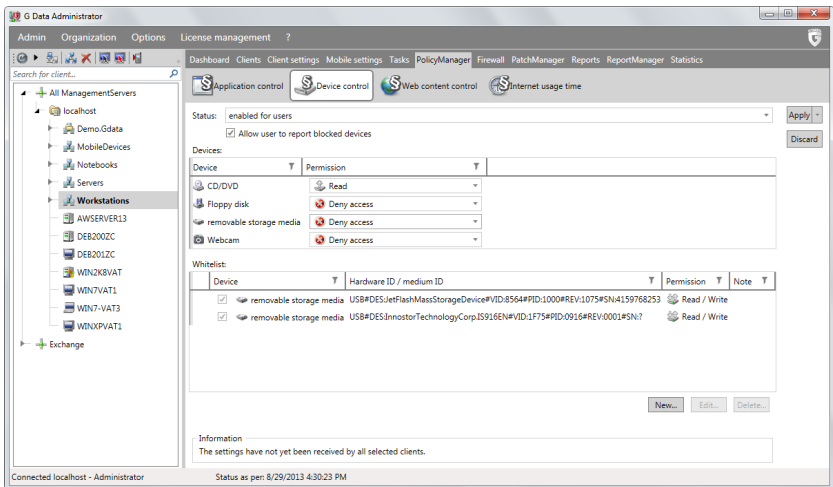 G Data Administrator
Admin Organization Options License management ?
Search for client...
Dashboard Clients Client settings Mobile settings Tasks PolicyManager Firewall PatchManager Reports ReportManager Statistics
Application control Device control Web content control Internet usage time
All ManagementServers
localhost
Demo.Gdata
MobileDevices
Notebooks
Servers
Workstations
AWSERVER13
DEB200ZC
DEB201ZC
WIN2K8VAT
WIN7VAT1
WIN7-VAT3
WINXPVAT1
Exchange
Status: enabled for users
Apply
Allow user to report blocked devices
Discard
Devices:
Device Permission
CD/DVD Read
Floppy disk Deny access
removable storage media Deny access
Webcam Deny access
Whitelist:
Device Hardware ID / medium ID Permission Note
removable storage media USB#DES:JetFlashMassStorageDevice#VID:8564#PID:1000#REV:1075#SN:4159768253 Read / Write
removable storage media USB#DES:InnostorTechnologyCorp.IS916EN#VID:1F75#PID:0916#REV:0001#SN:? Read / Write
New... Edit... Delete...
Information
The settings have not yet been received by all selected clients.
Connected localhost - Administrator Status as per: 8/29/2013 4:30:23 PM